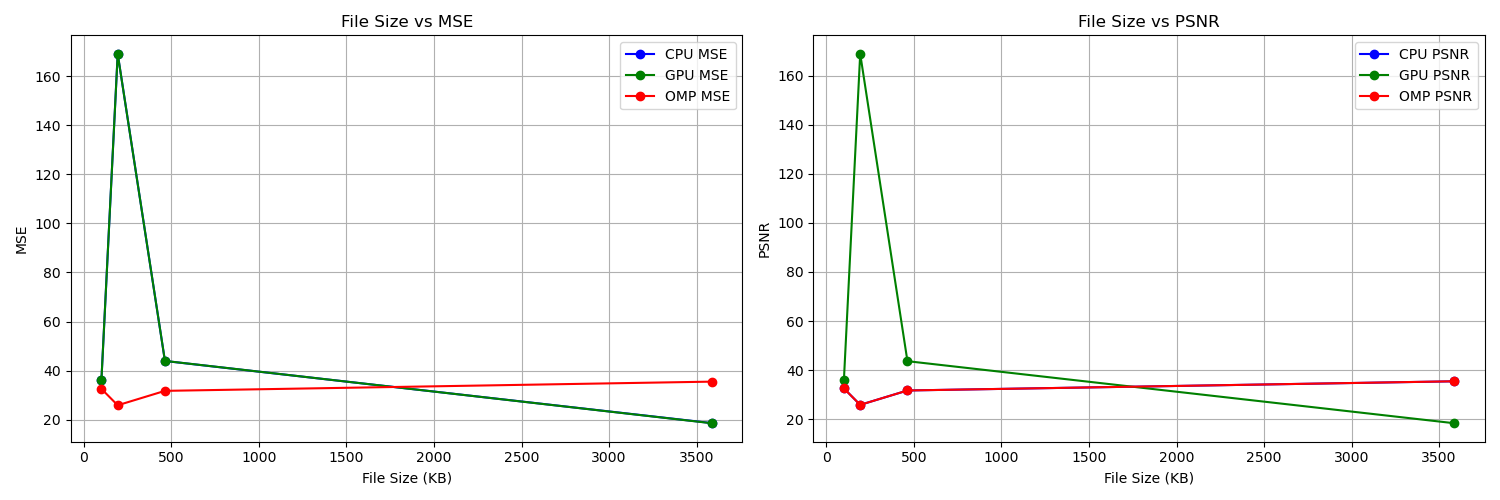 File Size vs MSE
CPU MSE
GPU MSE
OMP MSE
MSE
160
140
120
100
80
60
40
20
0
500
1000
1500
2000
2500
3000
3500
File Size (KB)
File Size vs PSNR
CPU PSNR
GPU PSNR
OMP PSNR
PSNR
160
140
120
100
80
60
40
20
0
500
1000
1500
2000
2500
3000
3500
File Size (KB)